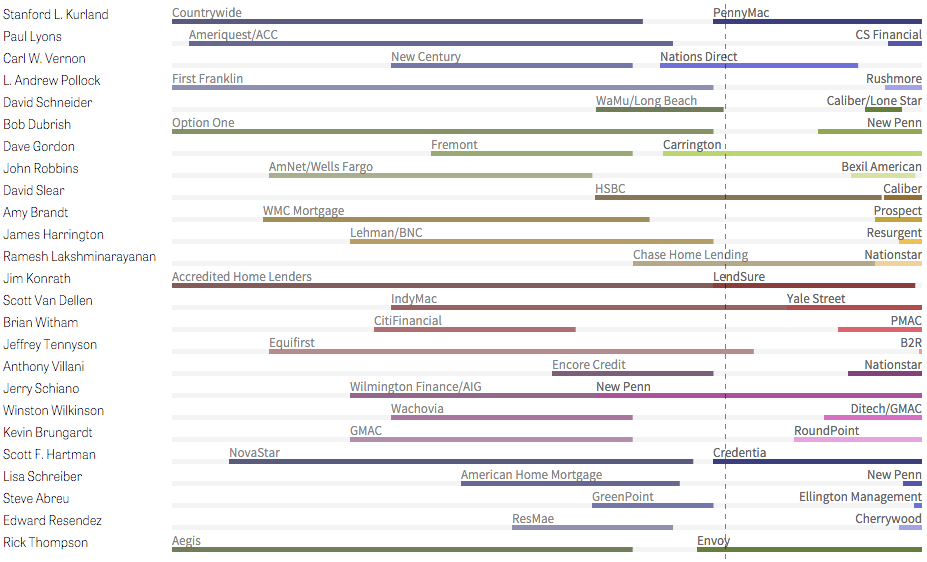 Stanford L. Kurland Countrywide PennyMac
Paul Lyons Ameriquest/ACC CS Financial
Carl W. Vernon New Century Nations Direct
L. Andrew Pollock First Franklin Rushmore
David Schneider WaMu/Long Beach Caliber/Lone Star
Bob Dubrish Option One New Penn
Dave Gordon Fremont Carrington
John Robbins AmNet/Wells Fargo Bexil American
David Slear HSBC Caliber
Amy Brandt WMC Mortgage Prospect
James Harrington Lehman/BNC Resurgent
Ramesh Lakshminarayanan Chase Home Lending Nationstar
Jim Konrath Accredited Home Lenders LendSure
Scott Van Dellen IndyMac Yale Street
Brian Witham CitiFinancial PMAC
Jeffrey Tennyson Equifirst B2R
Anthony Villani Encore Credit Nationstar
Jerry Schiano Wilmington Finance/AIG New Penn
Winston Wilkinson Wachovia Ditech/GMAC
Kevin Brungardt GMAC RoundPoint
Scott F. Hartman NovaStar Credentia
Lisa Schreiber American Home Mortgage New Penn
Steve Abreu GreenPoint Ellington Management
Edward Resendez ResMae Cherrywood
Rick Thompson Aegis Envoy